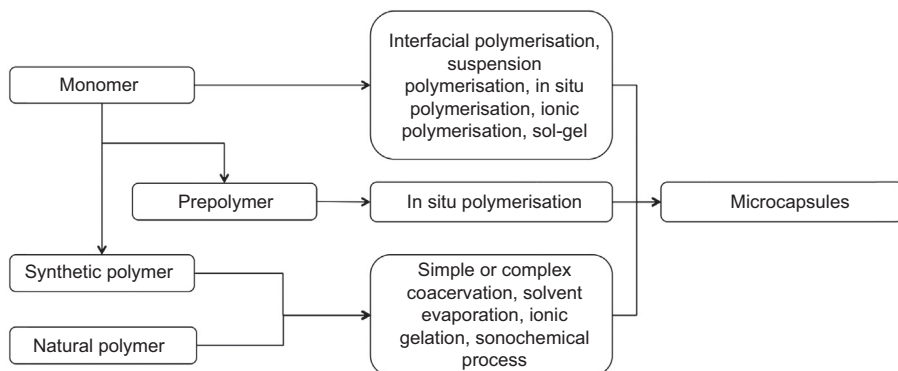 Monomer
Interfacial polymerisation,
suspension
polymerisation, in situ
polymerisation, ionic
polymerisation, sol-gel
Prepolymer
In situ polymerisation
Microcapsules
Synthetic polymer
Natural polymer
Simple or complex
coacervation, solvent
evaporation, ionic
gelation, sonochemical
process